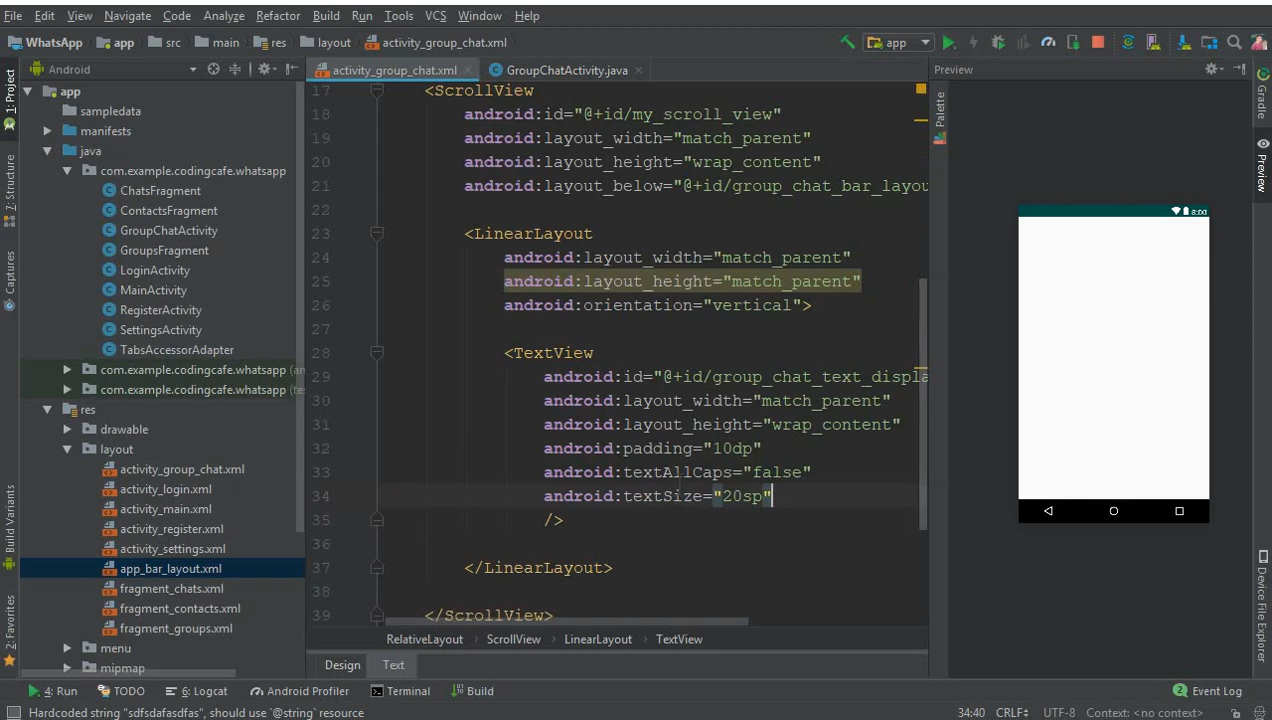 File Edit View Navigate Code Analyze Refactor Build Run Tools VCS Window Help
WhatsApp app src main res layout activity_group_chat.xml app
Android activity_group_chat.xml GroupChatActivity.java Preview
1: Project
7: Structure
Captures
Build Variants
2: Favorites
app
sampledata
manifests
java
com.example.codingcafe.whatsapp
ChatsFragment
ContactsFragment
GroupChatActivity
GroupsFragment
LoginActivity
MainActivity
RegisterActivity
SettingsActivity
TabsAccessorAdapter
com.example.codingcafe.whatsapp (an
com.example.codingcafe.whatsapp (te
res
drawable
layout
activity_group_chat.xml
activity_login.xml
activity_main.xml
activity_register.xml
activity_settings.xml
app_bar_layout.xml
fragment_chats.xml
fragment_contacts.xml
fragment_groups.xml
menu
mipmap
17 <ScrollView
18 android:id="@+id/my_scroll_view"
19 android:layout_width="match_parent"
20 android:layout_height="wrap_content"
21 android:layout_below="@+id/group_chat_bar_layou
22
23 <LinearLayout
24 android:layout_width="match_parent"
25 android:layout_height="match_parent"
26 android:orientation="vertical">
27
28 <TextView
29 android:id="@+id/group_chat_text_displa
30 android:layout_width="match_parent"
31 android:layout_height="wrap_content"
32 android:padding="10dp"
33 android:textAllCaps="false"
34 android:textSize="20sp"
35 />
36
37 </LinearLayout>
38
39 </ScrollView>
RelativeLayout ScrollView LinearLayout TextView
Design Text
Palette
8:00
Gradle
Preview
Device File Explorer
4: Run TODO 6: Logcat Android Profiler Terminal Build Event Log
2
Hardcoded string "sdfsdafasdfas", should use `@string` resource 34:40 CRLF UTF-8 Context: <no context>